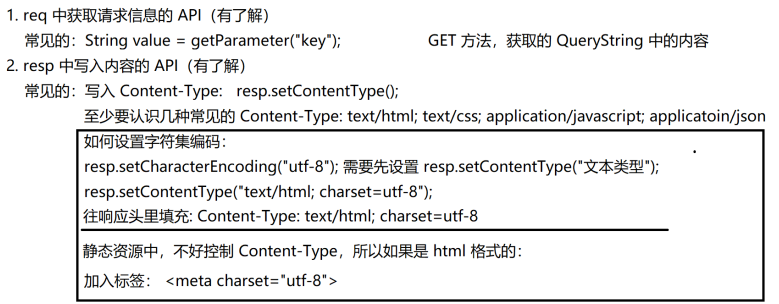 1. req 中获取请求信息的 API（有了解）
常见的：String value = getParameter("key"); GET 方法，获取的 QueryString 中的内容
2. resp 中写入内容的 API（有了解）
常见的：写入 Content-Type: resp.setContentType();
至少要认识几种常见的 Content-Type: text/html; text/css; application/javascript; applicatoin/json
如何设置字符集编码：
resp.setCharacterEncoding("utf-8"); 需要先设置 resp.setContentType("文本类型");
resp.setContentType("text/html; charset=utf-8");
往响应头里填充: Content-Type: text/html; charset=utf-8
静态资源中，不好控制 Content-Type，所以如果是 html 格式的：
加入标签： <meta charset="utf-8">